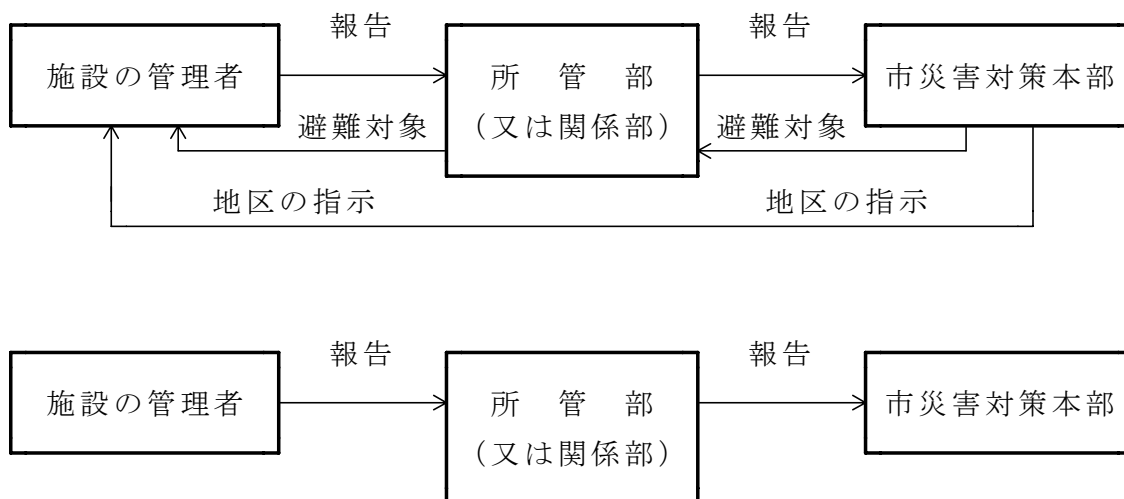 報告
報告
施設の管理者
所管部
(又は関係部)
市災害対策本部
避難対象
避難対象
地区の指示
地区の指示
報告
報告
施設の管理者
所管部
(又は関係部)
市災害対策本部